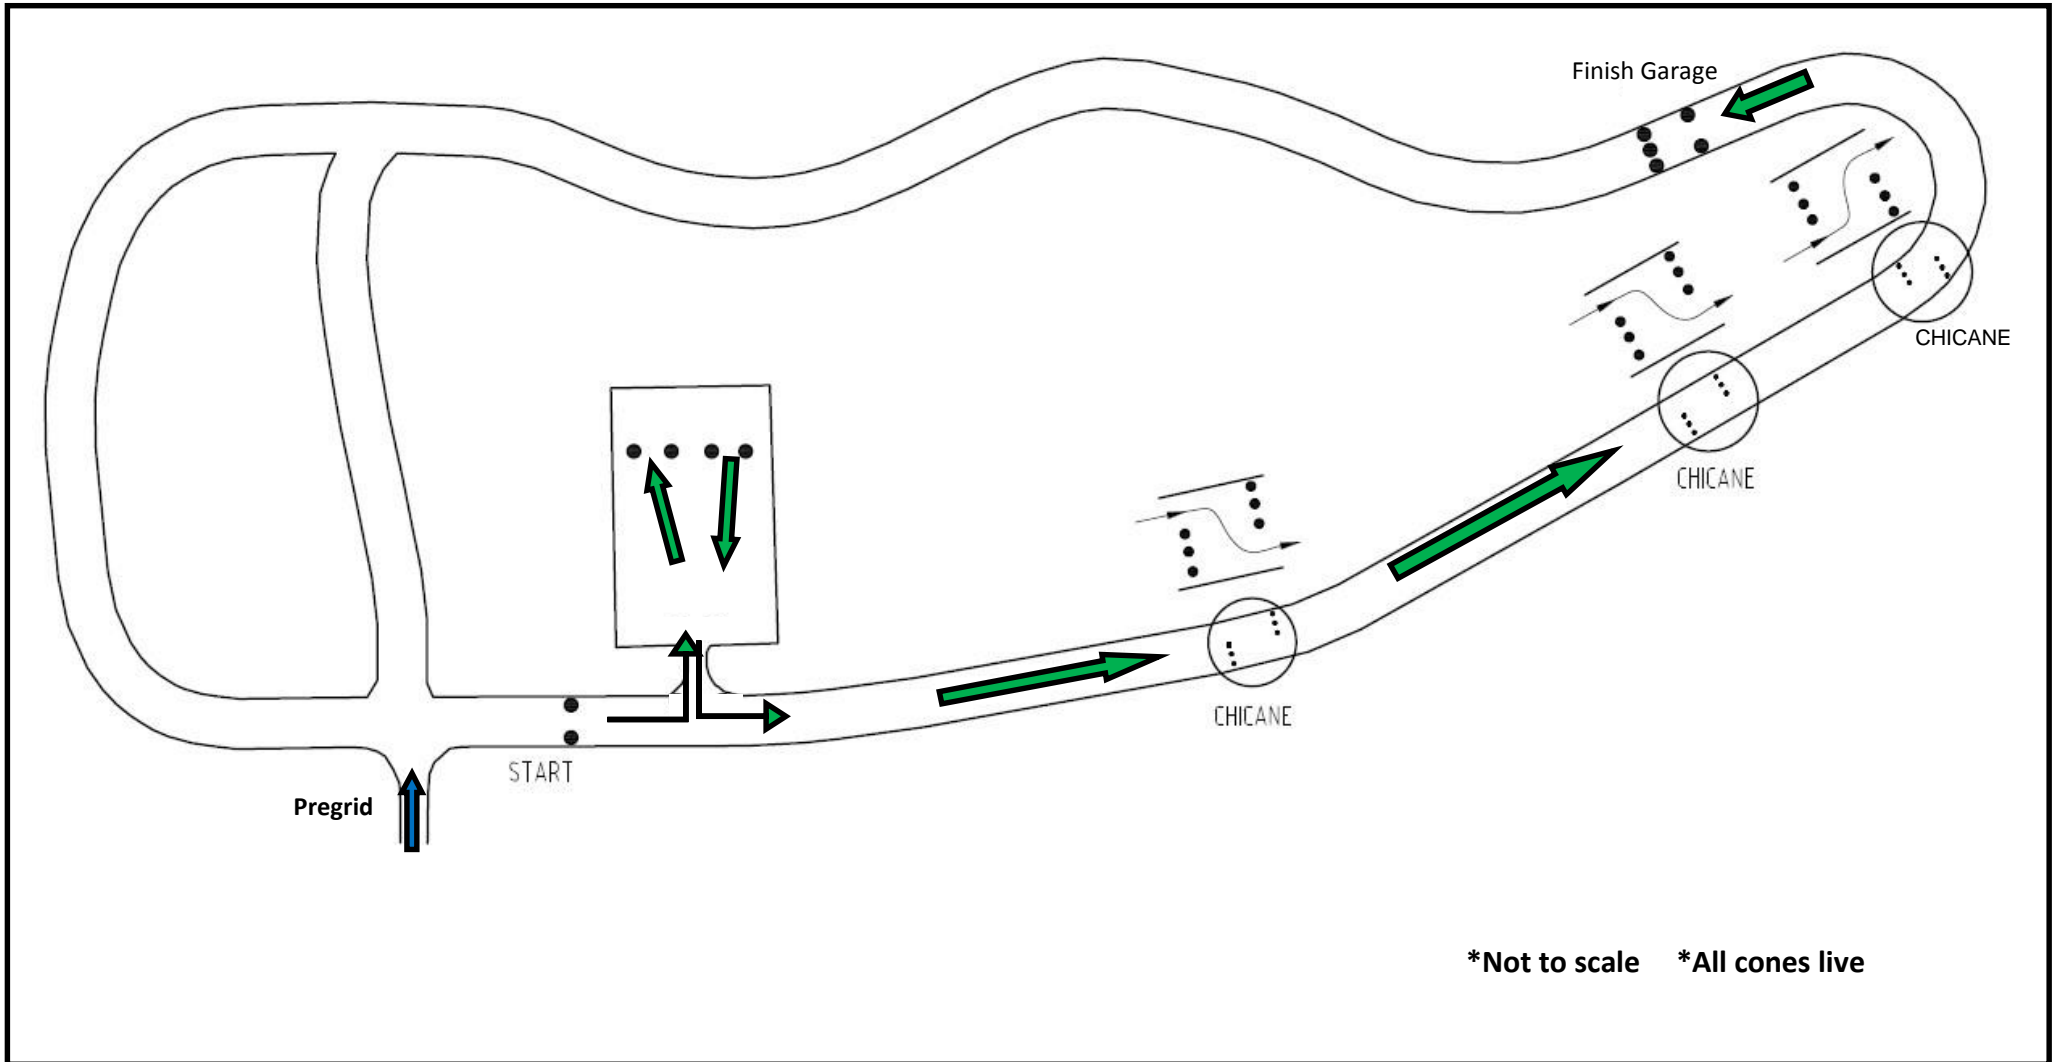 Finish Garage
CHICANE
CHICANE
CHICANE
START
Pregrid
*Not to scale *All cones live